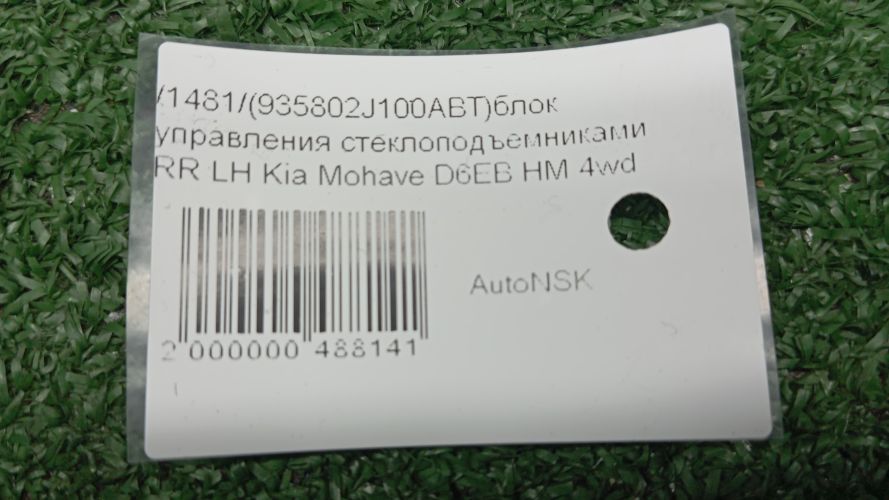 /1481/(935802J100ABT)блок
управления стеклоподъемниками
RR LH Kia Mohave D6EB HM 4wd
AutoNSK
2 000000 488141